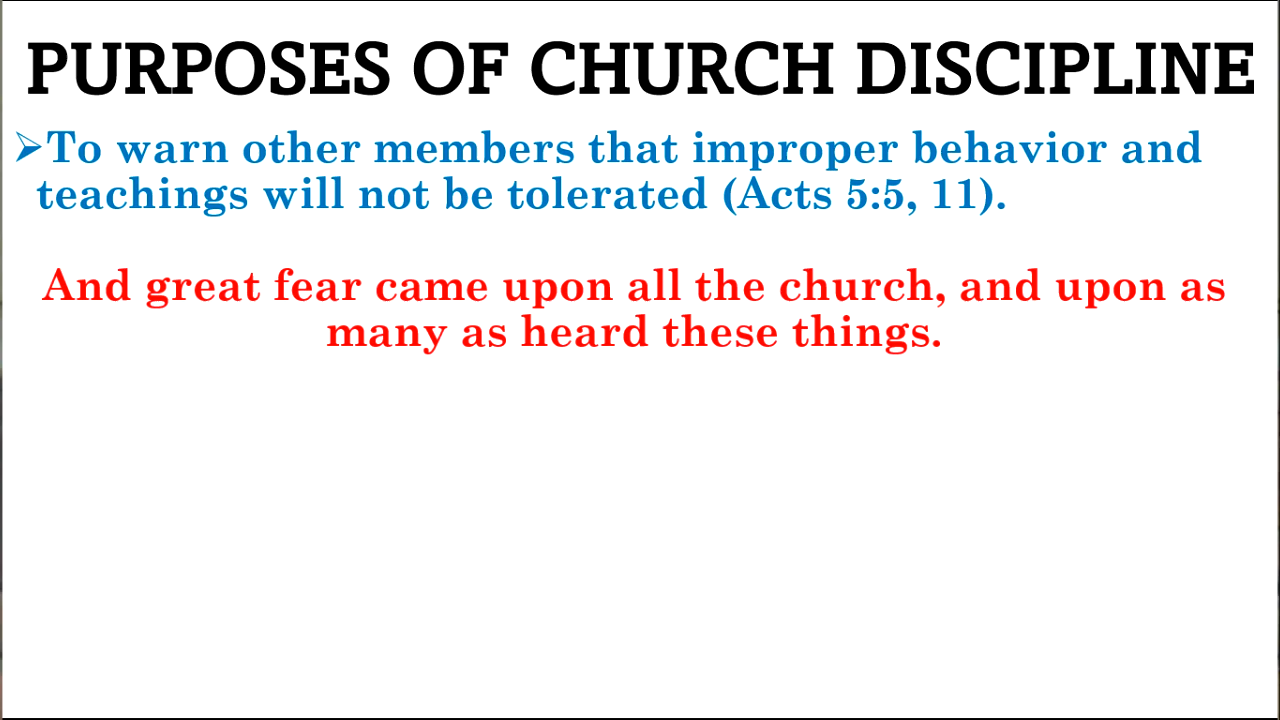 PURPOSES OF CHURCH DISCIPLINE
➢To warn other members that improper behavior and
teachings will not be tolerated (Acts 5:5, 11).
And great fear came upon all the church, and upon as
many as heard these things.